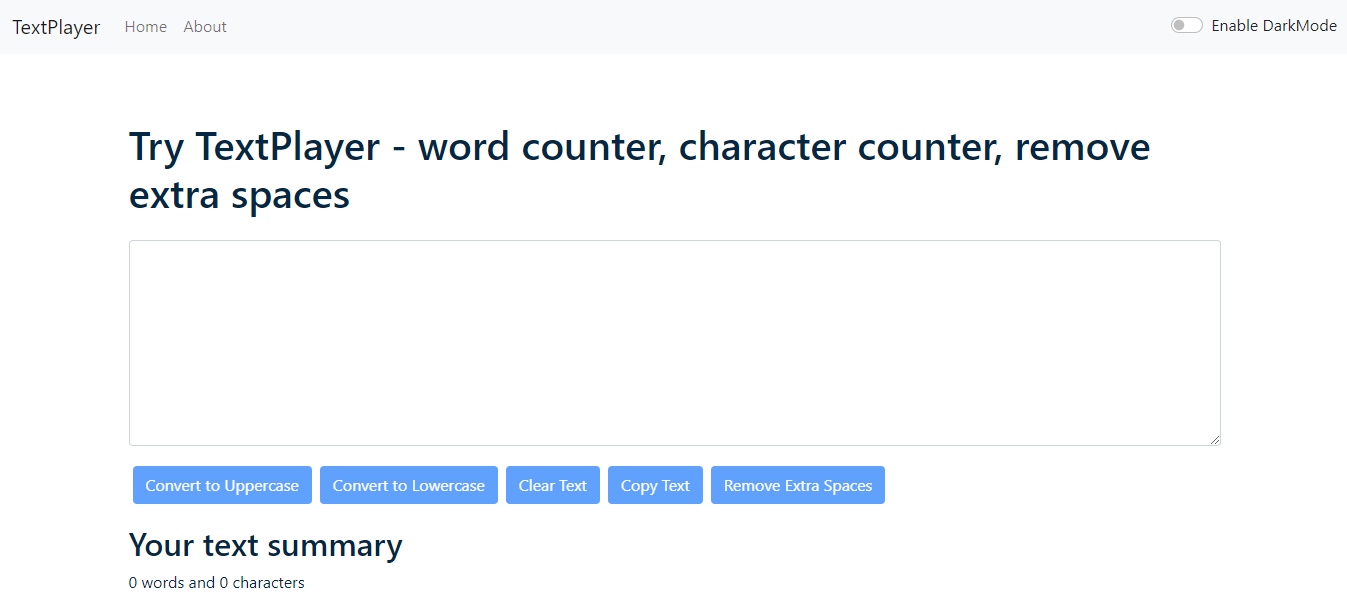 TextPlayer Home About Enable DarkMode
Try TextPlayer - word counter, character counter, remove
extra spaces
Convert to Uppercase Convert to Lowercase Clear Text Copy Text Remove Extra Spaces
Your text summary
0 words and 0 characters